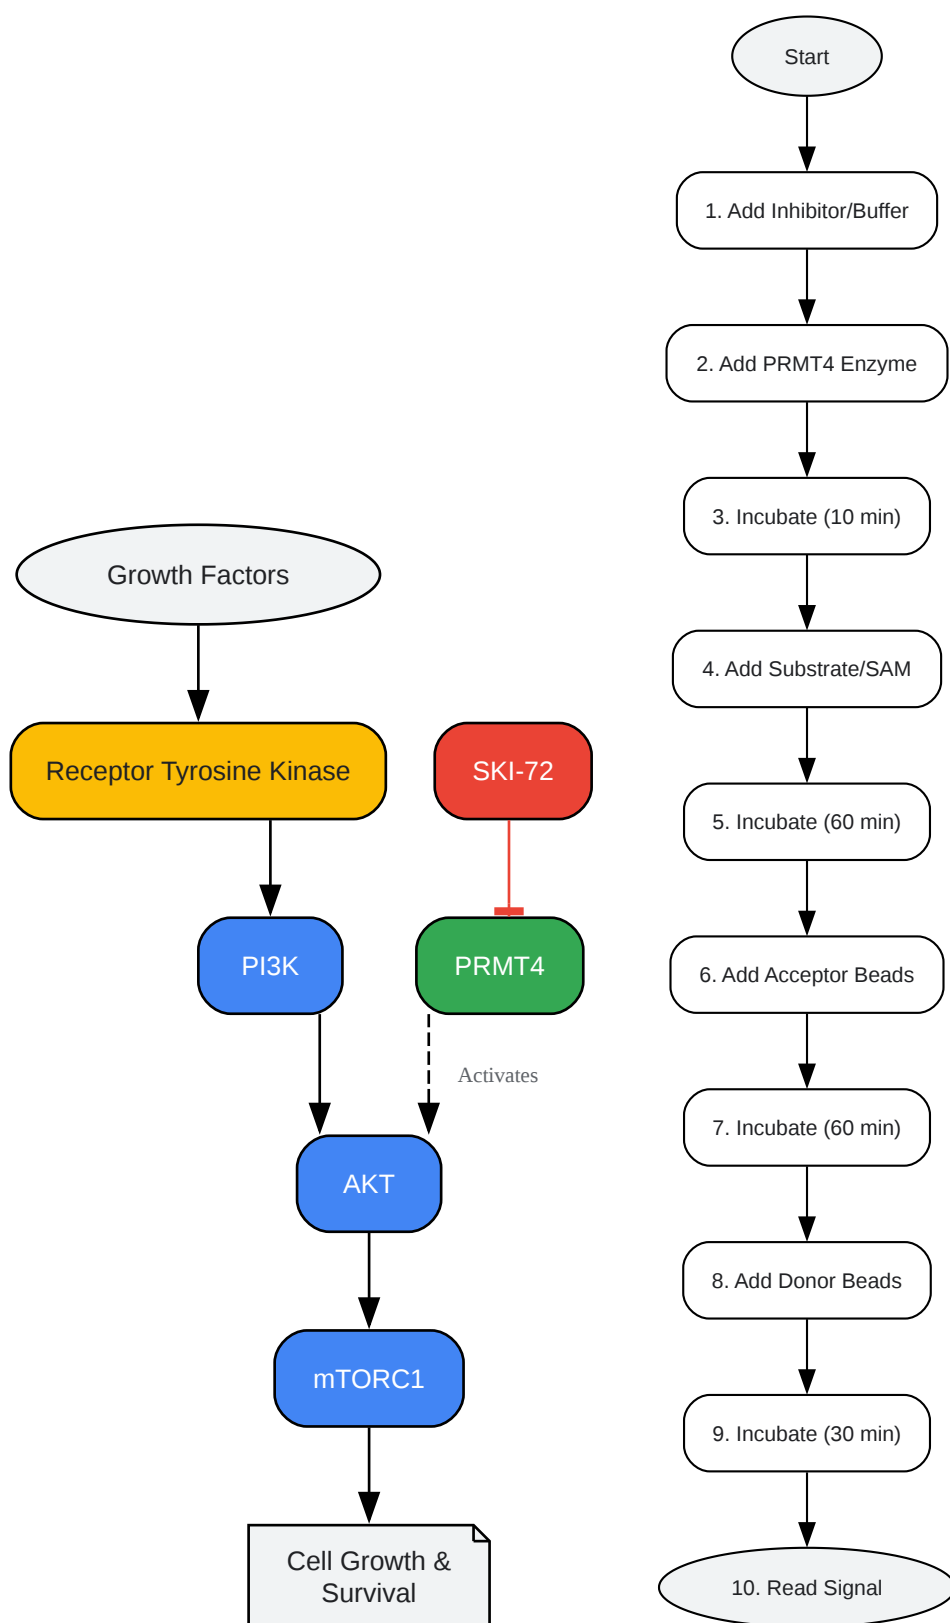 Growth Factors
Receptor Tyrosine Kinase
SKI-72
PI3K
PRMT4
Activates
AKT
mTORC1
Cell Growth &
Survival
Start
1. Add Inhibitor/Buffer
2. Add PRMT4 Enzyme
3. Incubate (10 min)
4. Add Substrate/SAM
5. Incubate (60 min)
6. Add Acceptor Beads
7. Incubate (60 min)
8. Add Donor Beads
9. Incubate (30 min)
10. Read Signal